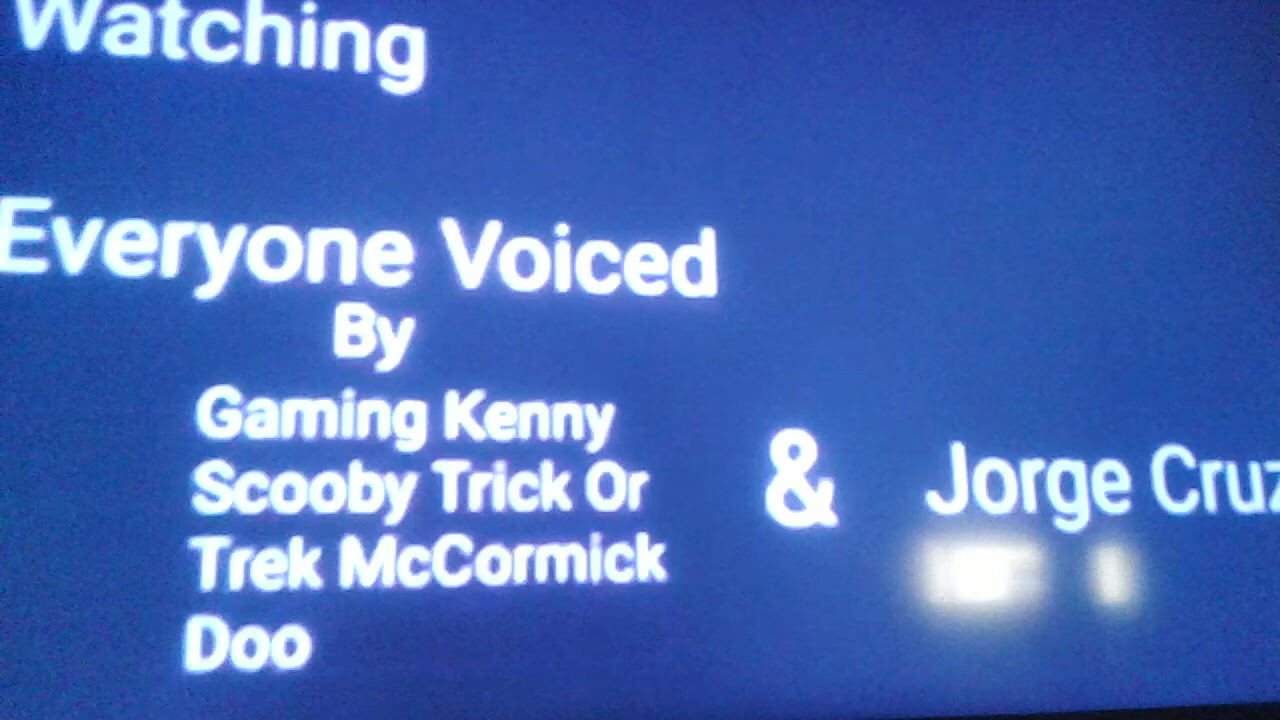 Watching
Everyone Voiced
By
Gaming Kenny
Scooby Trick Or
Trek McCormick
Doo
&
Jorge Cruz